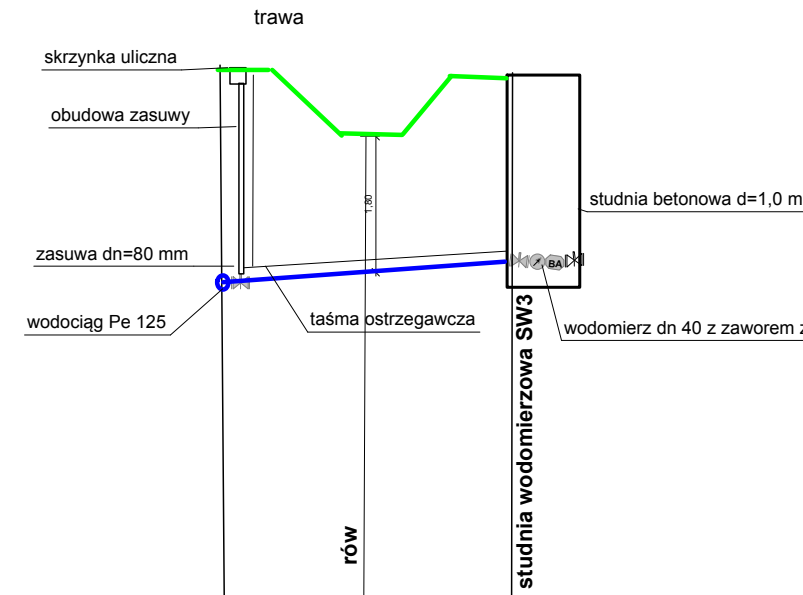 trawa
skrzynka uliczna
obudowa zasuwy
1,80
studnia betonowa d=1,0 m
zasuwa dn=80 mm
BA
wodociąg Pe 125
taśma ostrzegawcza
wodomierz dn 40 z zaworem z
rów
studnia wodomierzowa SW3